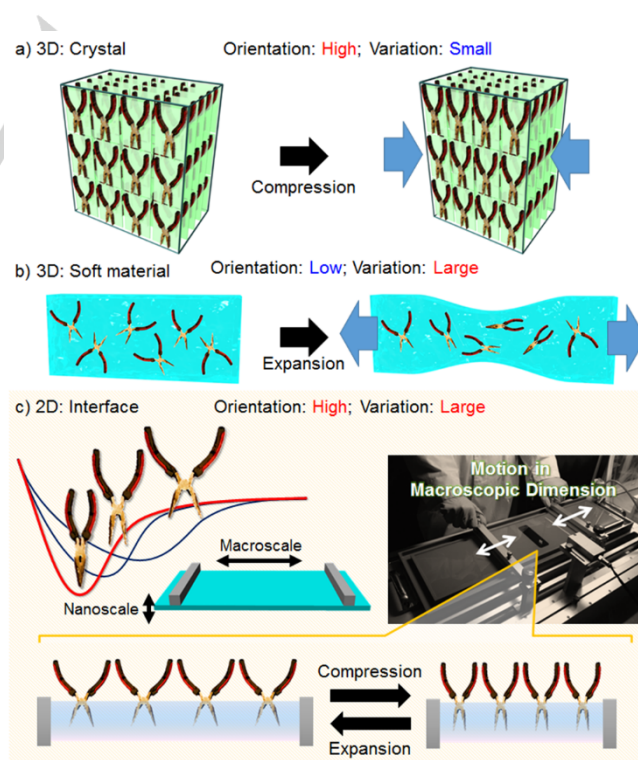 a) 3D: Crystal Orientation: High; Variation: Small
Compression
b) 3D: Soft material Orientation: Low; Variation: Large
Expansion
c) 2D: Interface Orientation: High; Variation: Large
Motion in
Macroscopic Dimension
Macroscale
Nanoscale
Compression
Expansion